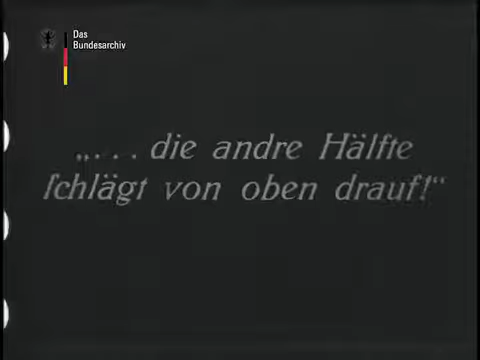 Das
Bundesarchiv
„. . . die andre Hälfte
ſchlägt von oben drauf!“